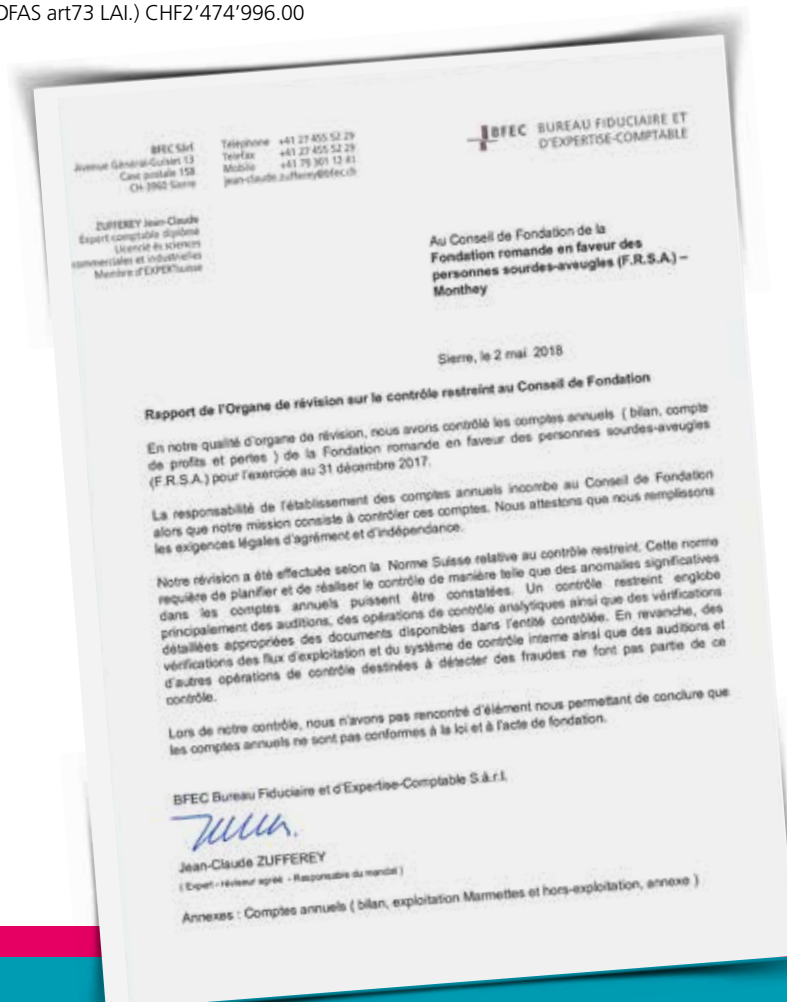 OFAS art73 LAI.) CHF2’474’996.00
BFEC Sàrl
Avenue Général-Guisan 13
Case postale 158
CH-3960 Sierre
Téléphone +41 27 455 52 29
Telefax +41 27 455 52 29
Mobile +41 79 301 12 41
jean-claude.zufferey@bfec.ch
BFEC BUREAU FIDUCIAIRE ET
D'EXPERTISE-COMPTABLE
ZUFFEREY Jean-Claude
Expert comptable diplômé
Licencié ès sciences
commerciales et industrielles
Membre d'EXPERTsuisse
Au Conseil de Fondation de la
Fondation romande en faveur des
personnes sourdes-aveugles (F.R.S.A.) –
Monthey
Sierre, le 2 mai 2018
Rapport de l'Organe de révision sur le contrôle restreint au Conseil de Fondation
En notre qualité d'organe de révision, nous avons contrôlé les comptes annuels ( bilan, compte
de profits et pertes ) de la Fondation romande en faveur des personnes sourdes-aveugles
(F.R.S.A.) pour l'exercice au 31 décembre 2017.
La responsabilité de l'établissement des comptes annuels incombe au Conseil de Fondation
alors que notre mission consiste à contrôler ces comptes. Nous attestons que nous remplissons
les exigences légales d'agrément et d'indépendance.
Notre révision a été effectuée selon la Norme Suisse relative au contrôle restreint. Cette norme
requière de planifier et de réaliser le contrôle de manière telle que des anomalies significatives
dans les comptes annuels puissent être constatées. Un contrôle restreint englobe
principalement des auditions, des opérations de contrôle analytiques ainsi que des vérifications
détaillées appropriées des documents disponibles dans l'entité contrôlée. En revanche, des
vérifications des flux d'exploitation et du système de contrôle interne ainsi que des auditions et
d'autres opérations de contrôle destinées à détecter des fraudes ne font pas partie de ce
contrôle.
Lors de notre contrôle, nous n'avons pas rencontré d'élément nous permettant de conclure que
les comptes annuels ne sont pas conformes à la loi et à l'acte de fondation.
BFEC Bureau Fiduciaire et d'Expertise-Comptable S.à.r.l.
Jean-Claude ZUFFEREY
( Expert - réviseur agréé - Responsable du mandat )
Annexes : Comptes annuels ( bilan, exploitation Marmettes et hors-exploitation, annexe )